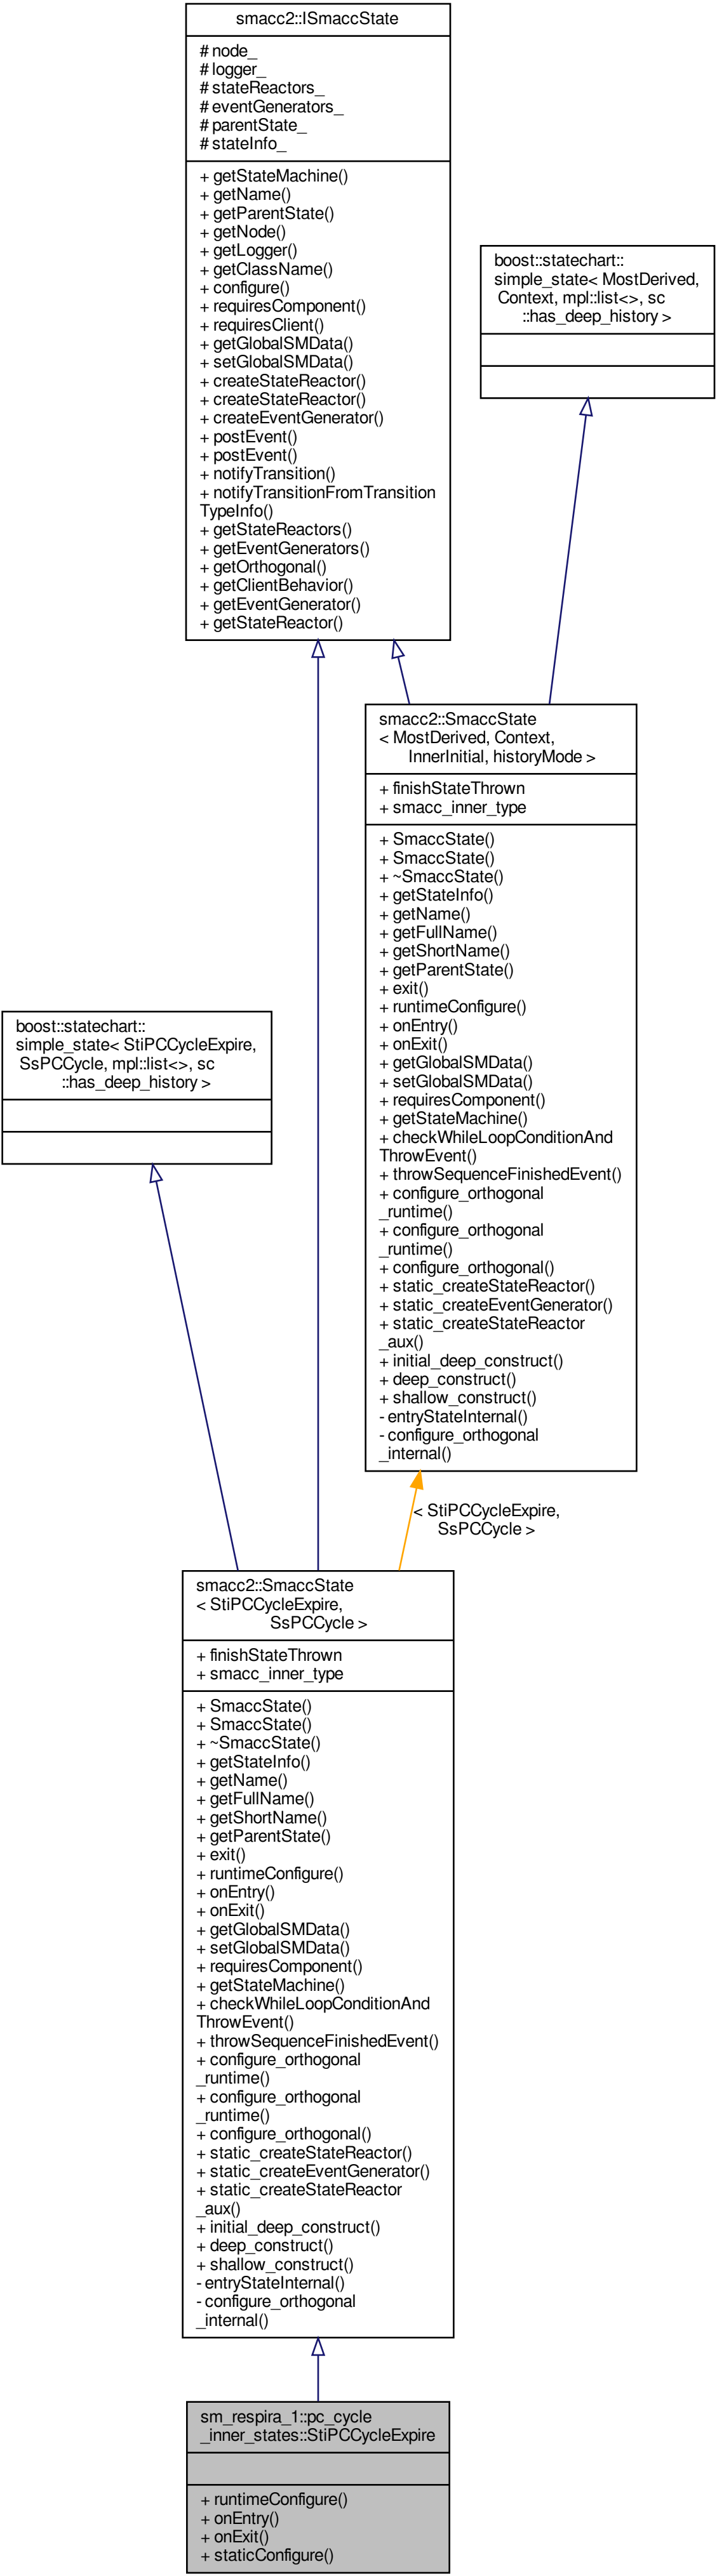 smacc2::ISmaccState
# node_
# logger_
# stateReactors_
# eventGenerators_
# parentState_
# stateInfo_
+ getStateMachine()
+ getName()
+ getParentState()
+ getNode()
+ getLogger()
+ getClassName()
+ configure()
+ requiresComponent()
+ requiresClient()
+ getGlobalSMData()
+ setGlobalSMData()
+ createStateReactor()
+ createStateReactor()
+ createEventGenerator()
+ postEvent()
+ postEvent()
+ notifyTransition()
+ notifyTransitionFromTransition
TypeInfo()
+ getStateReactors()
+ getEventGenerators()
+ getOrthogonal()
+ getClientBehavior()
+ getEventGenerator()
+ getStateReactor()
boost::statechart::
simple_state< MostDerived,
Context, mpl::list<>, sc
::has_deep_history >
smacc2::SmaccState
< MostDerived, Context,
InnerInitial, historyMode >
+ finishStateThrown
+ smacc_inner_type
+ SmaccState()
+ SmaccState()
+ ~SmaccState()
+ getStateInfo()
+ getName()
+ getFullName()
+ getShortName()
+ getParentState()
+ exit()
+ runtimeConfigure()
+ onEntry()
+ onExit()
+ getGlobalSMData()
+ setGlobalSMData()
+ requiresComponent()
+ getStateMachine()
+ checkWhileLoopConditionAnd
ThrowEvent()
+ throwSequenceFinishedEvent()
+ configure_orthogonal
_runtime()
+ configure_orthogonal
_runtime()
+ configure_orthogonal()
+ static_createStateReactor()
+ static_createEventGenerator()
+ static_createStateReactor
_aux()
+ initial_deep_construct()
+ deep_construct()
+ shallow_construct()
- entryStateInternal()
- configure_orthogonal
_internal()
boost::statechart::
simple_state< StiPCCycleExpire,
SsPCCycle, mpl::list<>, sc
::has_deep_history >
< StiPCCycleExpire,
SsPCCycle >
smacc2::SmaccState
< StiPCCycleExpire,
SsPCCycle >
+ finishStateThrown
+ smacc_inner_type
+ SmaccState()
+ SmaccState()
+ ~SmaccState()
+ getStateInfo()
+ getName()
+ getFullName()
+ getShortName()
+ getParentState()
+ exit()
+ runtimeConfigure()
+ onEntry()
+ onExit()
+ getGlobalSMData()
+ setGlobalSMData()
+ requiresComponent()
+ getStateMachine()
+ checkWhileLoopConditionAnd
ThrowEvent()
+ throwSequenceFinishedEvent()
+ configure_orthogonal
_runtime()
+ configure_orthogonal
_runtime()
+ configure_orthogonal()
+ static_createStateReactor()
+ static_createEventGenerator()
+ static_createStateReactor
_aux()
+ initial_deep_construct()
+ deep_construct()
+ shallow_construct()
- entryStateInternal()
- configure_orthogonal
_internal()
sm_respira_1::pc_cycle
_inner_states::StiPCCycleExpire
+ runtimeConfigure()
+ onEntry()
+ onExit()
+ staticConfigure()